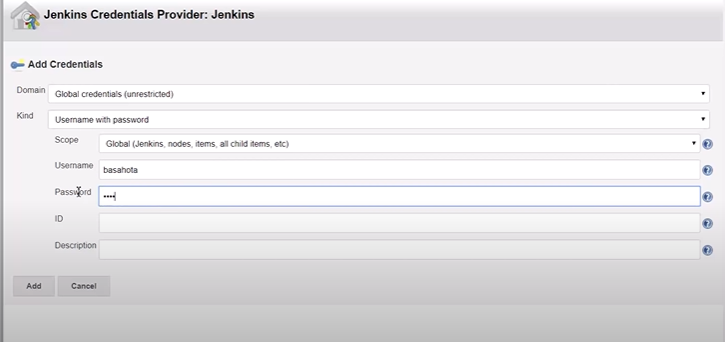 Jenkins Credentials Provider: Jenkins
Add Credentials
Domain
Global credentials (unrestricted)
Kind
Username with password
Scope
Global (Jenkins, nodes, items, all child items, etc)
Username
basahota
Password
••••
ID
Description
Add
Cancel